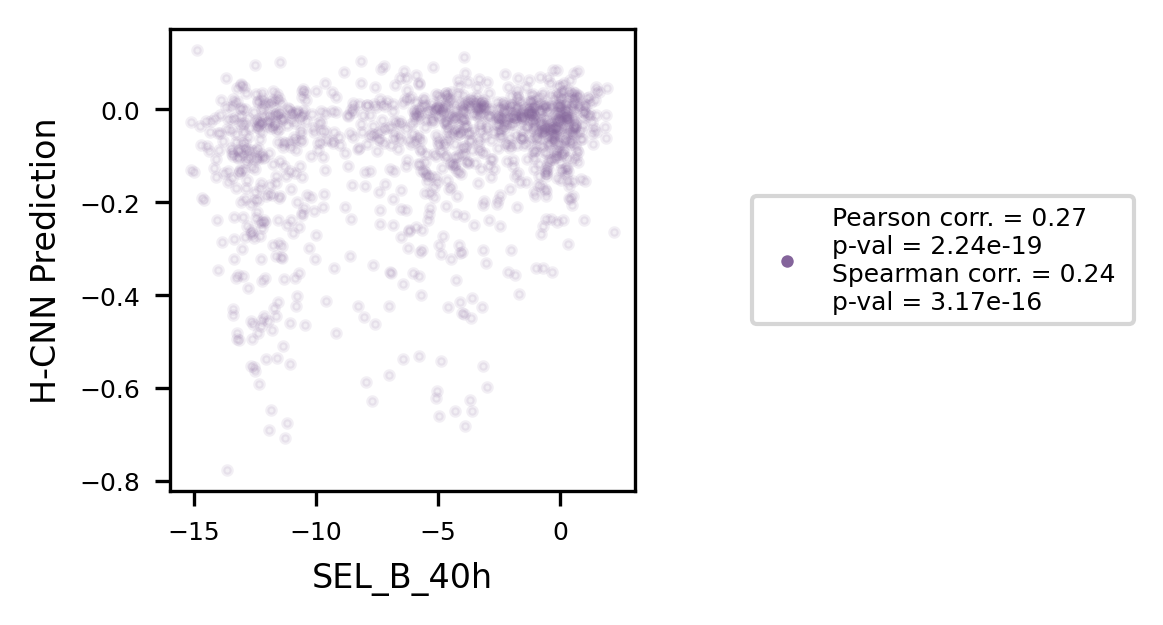 H-CNN Prediction
0.0
−0.2
−0.4
−0.6
−0.8
−15
−10
−5
0
SEL_B_40h
Pearson corr. = 0.27
p-val = 2.24e-19
Spearman corr. = 0.24
p-val = 3.17e-16